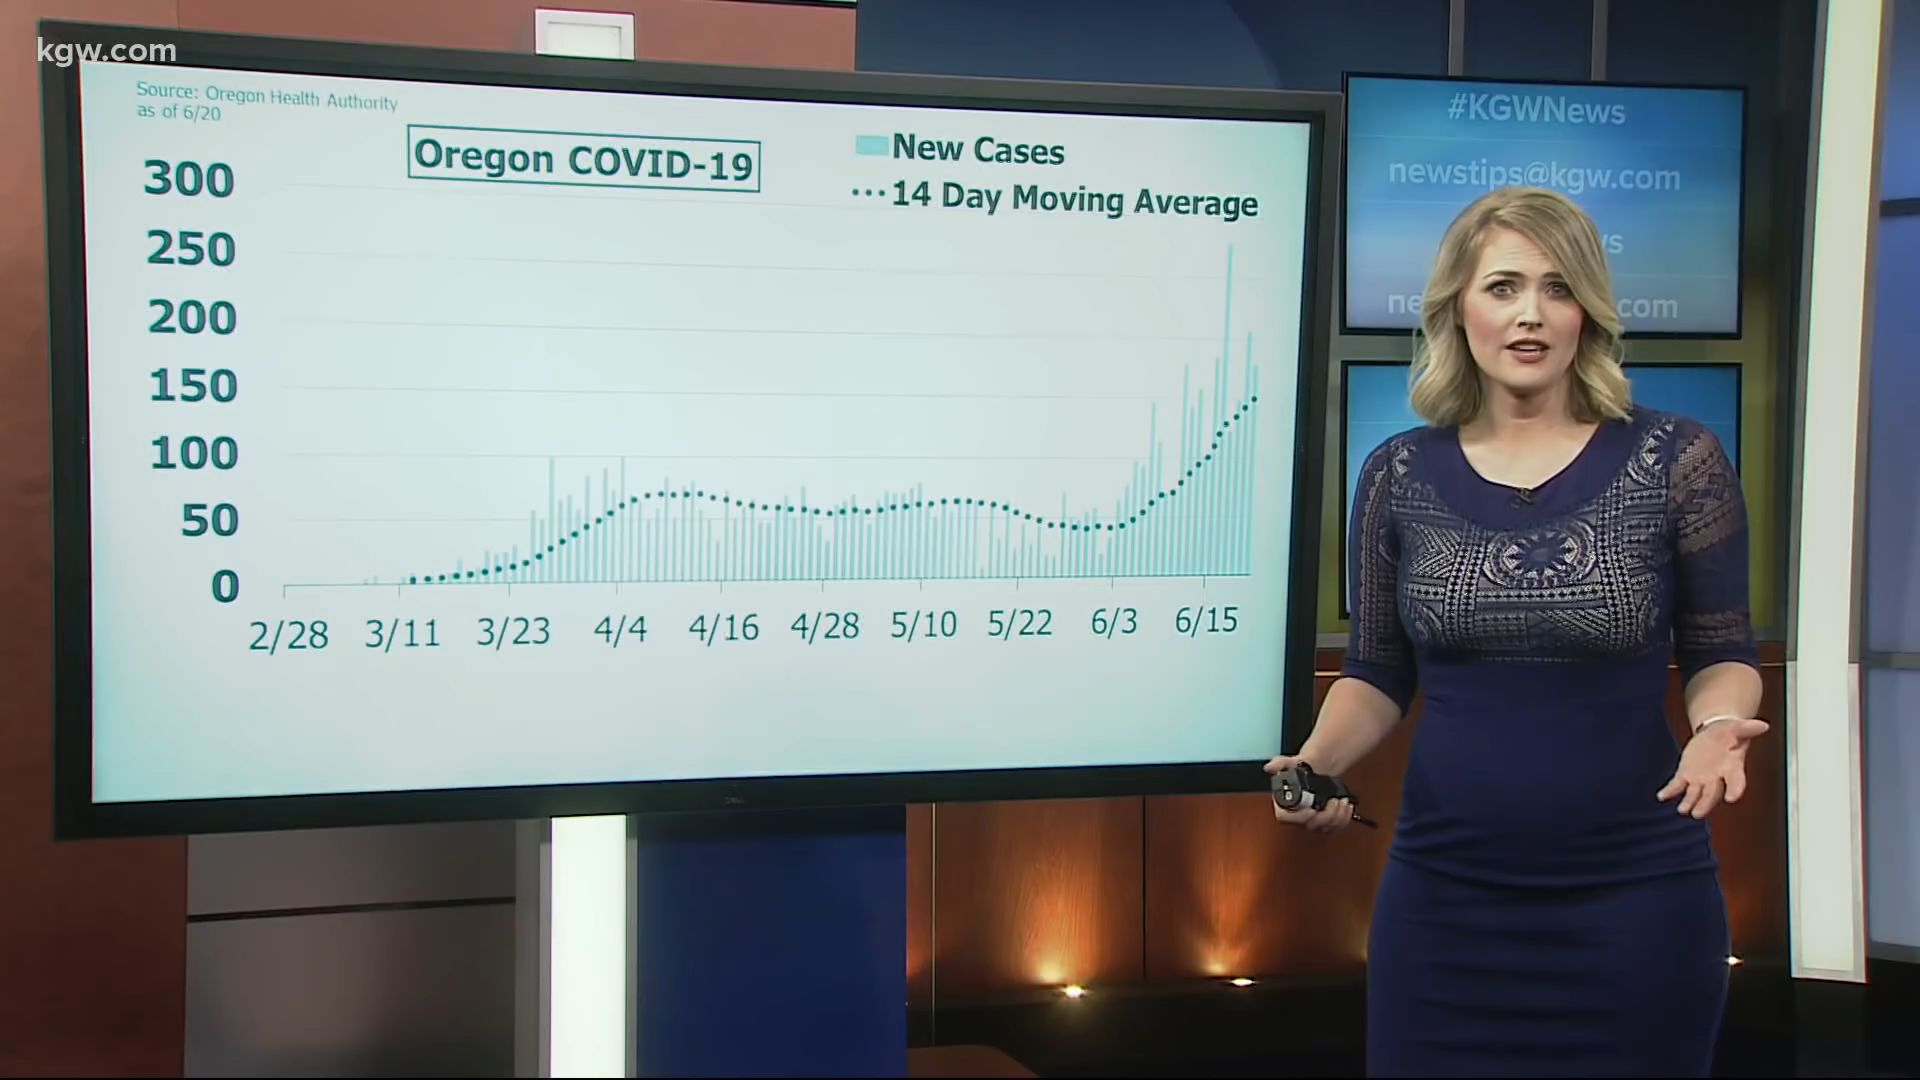 kgw.com
Source: Oregon Health Authority
as of 6/20
Oregon COVID-19
New Cases
14 Day Moving Average
300
250
200
150
100
50
0
2/28 3/11 3/23 4/4 4/16 4/28 5/10 5/22 6/3 6/15
#KGWNews
newstips@kgw.com